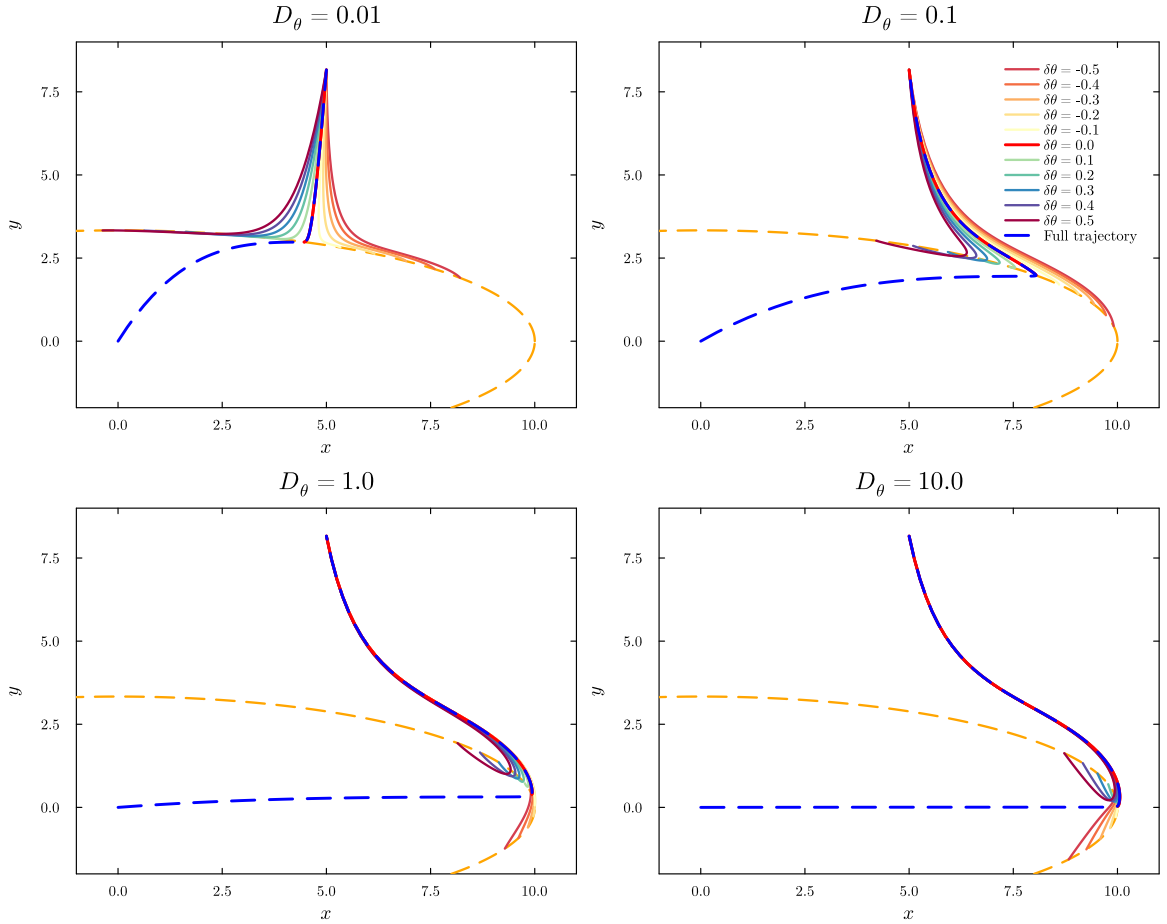 D_θ = 0.01
7.5
5.0
2.5
0.0
y
0.0 2.5 5.0 7.5 10.0
x
D_θ = 0.1
7.5
5.0
2.5
0.0
y
δθ = -0.5
δθ = -0.4
δθ = -0.3
δθ = -0.2
δθ = -0.1
δθ = 0.0
δθ = 0.1
δθ = 0.2
δθ = 0.3
δθ = 0.4
δθ = 0.5
Full trajectory
0.0 2.5 5.0 7.5 10.0
x
D_θ = 1.0
7.5
5.0
2.5
0.0
y
0.0 2.5 5.0 7.5 10.0
x
D_θ = 10.0
7.5
5.0
2.5
0.0
y
0.0 2.5 5.0 7.5 10.0
x